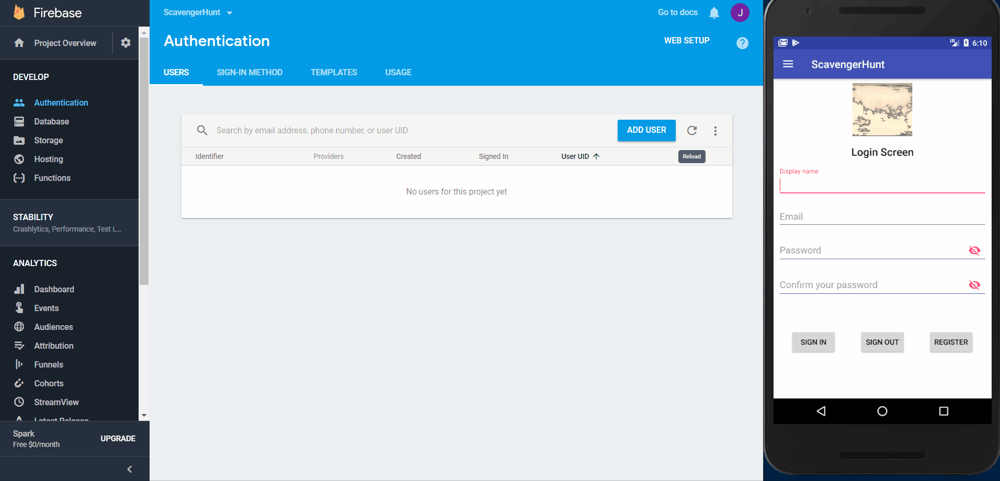 Firebase
Project Overview
DEVELOP
Authentication
Database
Storage
Hosting
Functions
STABILITY
Crashlytics, Performance, Test L...
ANALYTICS
Dashboard
Events
Audiences
Attribution
Funnels
Cohorts
StreamView
Latest Release
Spark
Free $0/month
UPGRADE
ScavengerHunt
Go to docs
J
Authentication
WEB SETUP
?
USERS SIGN-IN METHOD TEMPLATES USAGE
Search by email address, phone number, or user UID
ADD USER
Identifier Providers Created Signed In User UID
Reload
No users for this project yet
LTE 6:10
ScavengerHunt
Login Screen
Display name
Email
Password
Confirm your password
SIGN IN SIGN OUT REGISTER